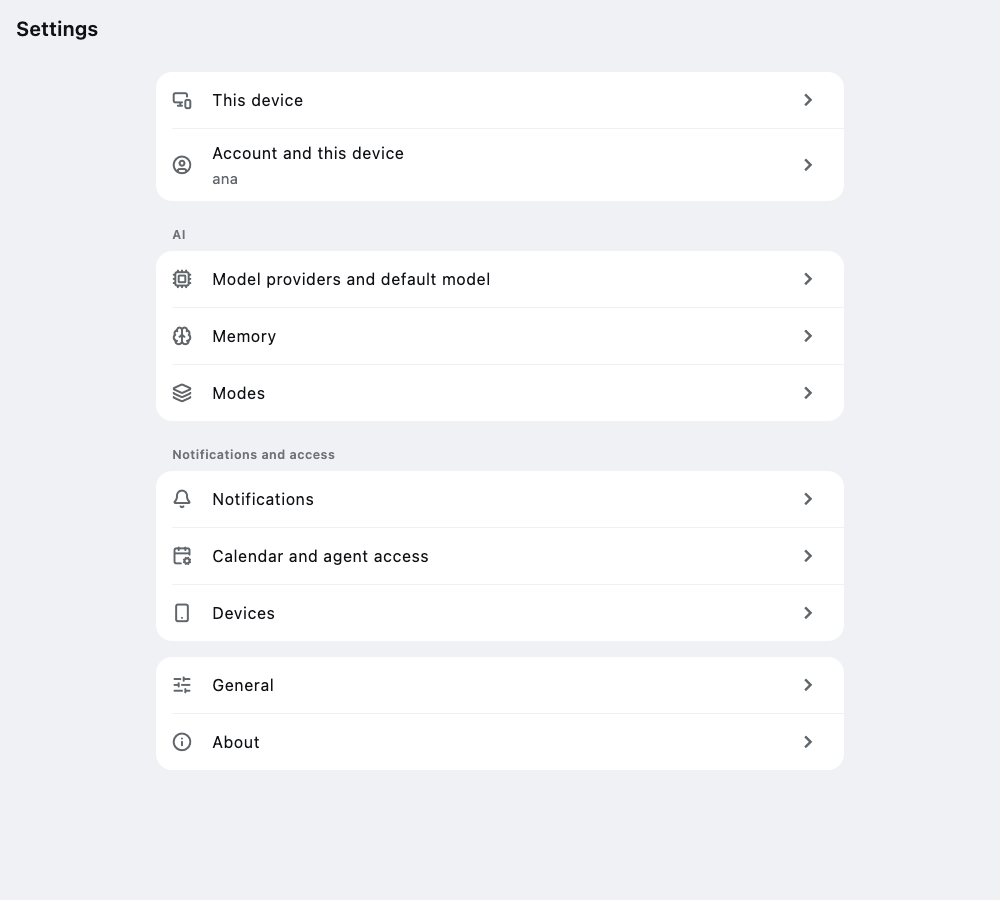 Settings
This device
Account and this device
ana
AI
Model providers and default model
Memory
Modes
Notifications and access
Notifications
Calendar and agent access
Devices
General
About